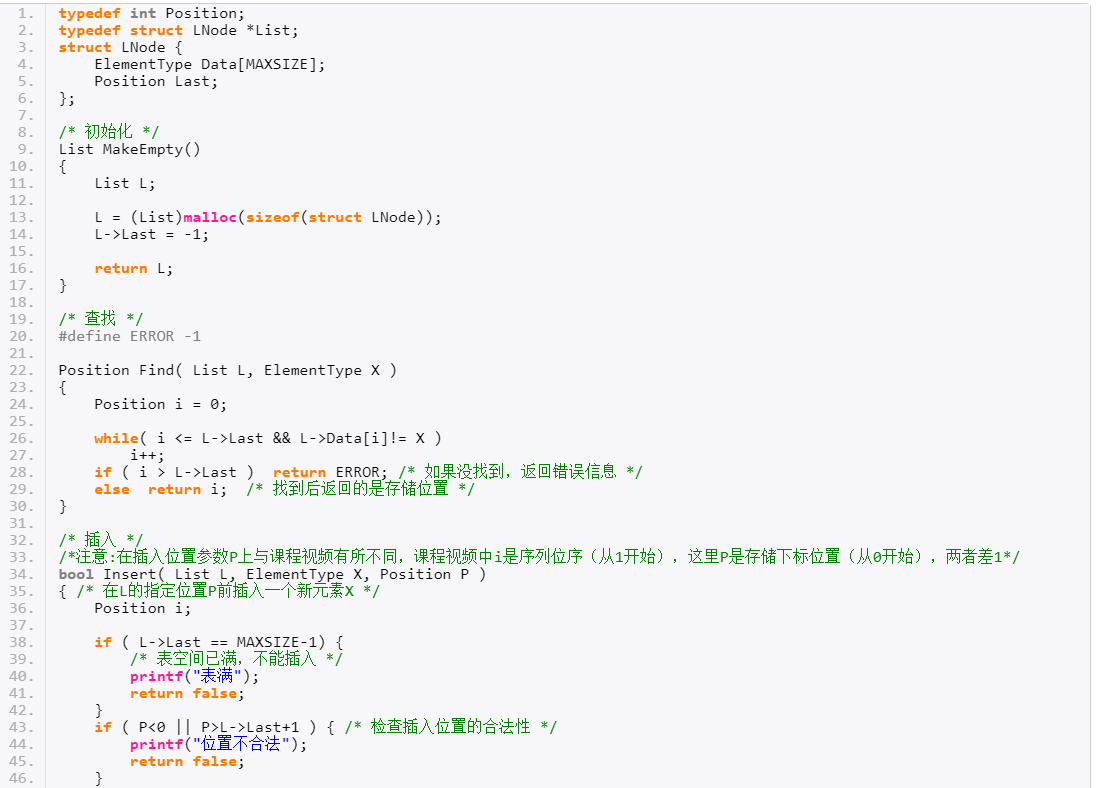 1. typedef int Position;
2. typedef struct LNode *List;
3. struct LNode {
4.     ElementType Data[MAXSIZE];
5.     Position Last;
6. };
7.
8. /* 初始化 */
9. List MakeEmpty()
10. {
11.     List L;
12.
13.     L = (List)malloc(sizeof(struct LNode));
14.     L->Last = -1;
15.
16.     return L;
17. }
18.
19. /* 查找 */
20. #define ERROR -1
21.
22. Position Find( List L, ElementType X )
23. {
24.     Position i = 0;
25.
26.     while( i <= L->Last && L->Data[i]!= X )
27.         i++;
28.     if ( i > L->Last )  return ERROR; /* 如果没找到，返回错误信息 */
29.     else  return i;  /* 找到后返回的是存储位置 */
30. }
31.
32. /* 插入 */
33. /*注意:在插入位置参数P上与课程视频有所不同，课程视频中i是序列位序（从1开始），这里P是存储下标位置（从0开始），两者差1*/
34. bool Insert( List L, ElementType X, Position P )
35. { /* 在L的指定位置P前插入一个新元素X */
36.     Position i;
37.
38.     if ( L->Last == MAXSIZE-1) {
39.         /* 表空间已满，不能插入 */
40.         printf("表满");
41.         return false;
42.     }
43.     if ( P<0 || P>L->Last+1 ) { /* 检查插入位置的合法性 */
44.         printf("位置不合法");
45.         return false;
46.     }